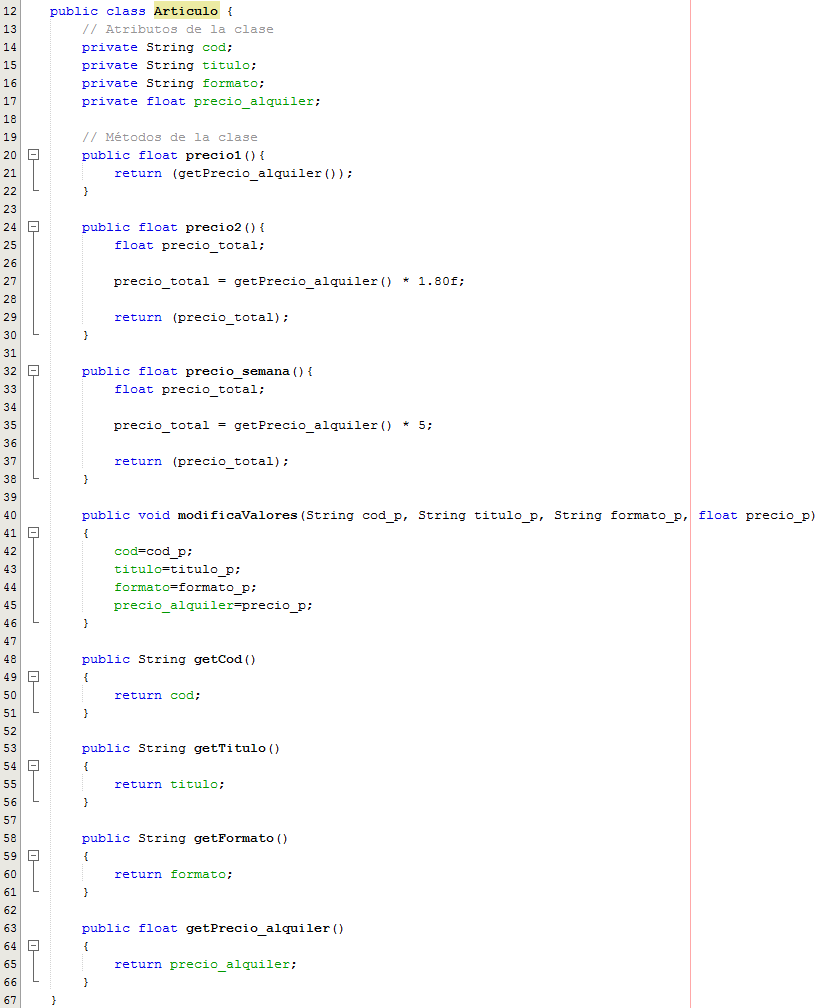 12 public class Articulo {
13 // Atributos de la clase
14 private String cod;
15 private String titulo;
16 private String formato;
17 private float precio_alquiler;
18
19 // Métodos de la clase
20 public float precio1(){
21 return (getPrecio_alquiler());
22 }
23
24 public float precio2(){
25 float precio_total;
26
27 precio_total = getPrecio_alquiler() * 1.80f;
28
29 return (precio_total);
30 }
31
32 public float precio_semana(){
33 float precio_total;
34
35 precio_total = getPrecio_alquiler() * 5;
36
37 return (precio_total);
38 }
39
40 public void modificaValores(String cod_p, String titulo_p, String formato_p, float precio_p)
41 {
42 cod=cod_p;
43 titulo=titulo_p;
44 formato=formato_p;
45 precio_alquiler=precio_p;
46 }
47
48 public String getCod()
49 {
50 return cod;
51 }
52
53 public String getTitulo()
54 {
55 return titulo;
56 }
57
58 public String getFormato()
59 {
60 return formato;
61 }
62
63 public float getPrecio_alquiler()
64 {
65 return precio_alquiler;
66 }
67 }